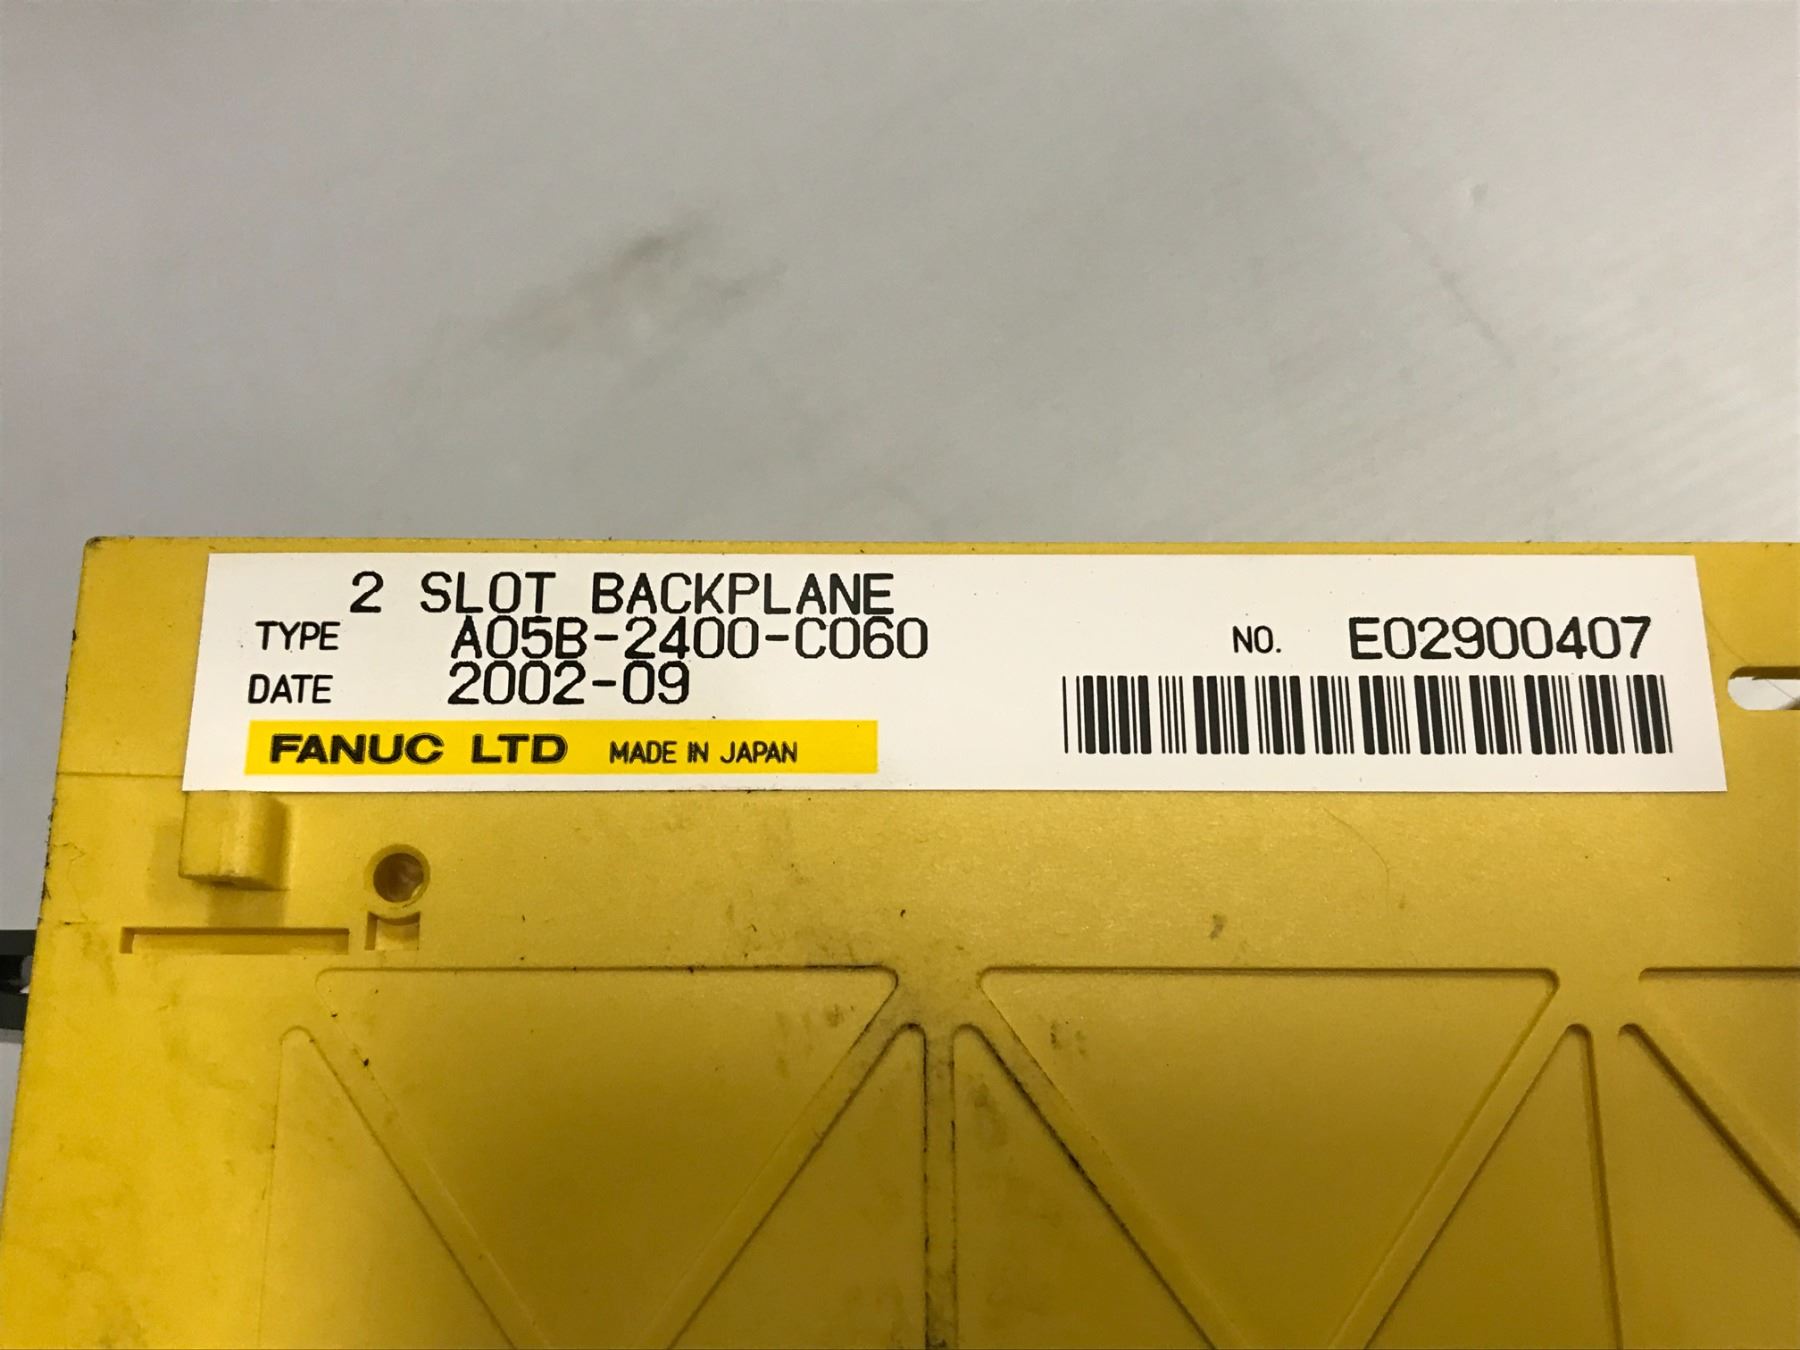 2 SLOT BACKPLANE
TYPE A05B-2400-C060
DATE 2002-09
FANUC LTD MADE IN JAPAN
NO. E02900407